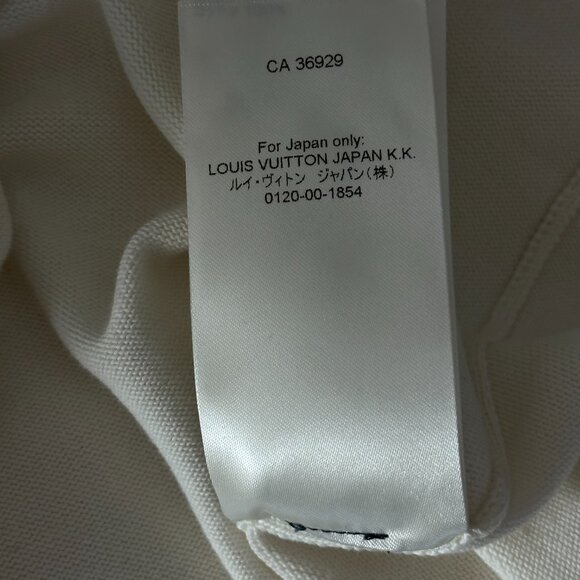 CA 36929
For Japan only:
LOUIS VUITTON JAPAN K.K.
ルイ・ヴィトン ジャパン(株)
0120-00-1854